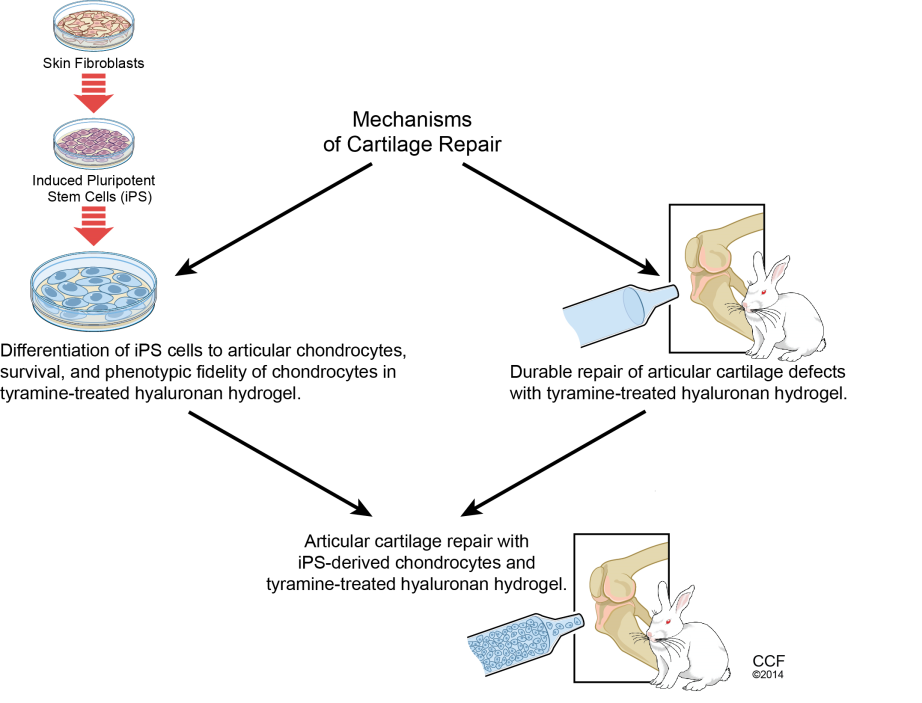 Skin Fibroblasts
Induced Pluripotent
Stem Cells (iPS)
Mechanisms
of Cartilage Repair
Differentiation of iPS cells to articular chondrocytes,
survival, and phenotypic fidelity of chondrocytes in
tyramine-treated hyaluronan hydrogel.
Durable repair of articular cartilage defects
with tyramine-treated hyaluronan hydrogel.
Articular cartilage repair with
iPS-derived chondrocytes and
tyramine-treated hyaluronan hydrogel.
CCF
©2014